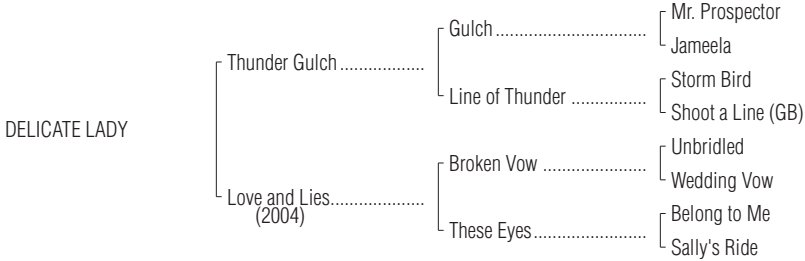 Mr. Prospector
Gulch ................................
Jameela
Thunder Gulch ..................
Storm Bird
Line of Thunder ................
Shoot a Line (GB)
DELICATE LADY
Unbridled
Broken Vow ......................
Wedding Vow
Love and Lies....................
(2004)
Belong to Me
These Eyes........................
Sally's Ride